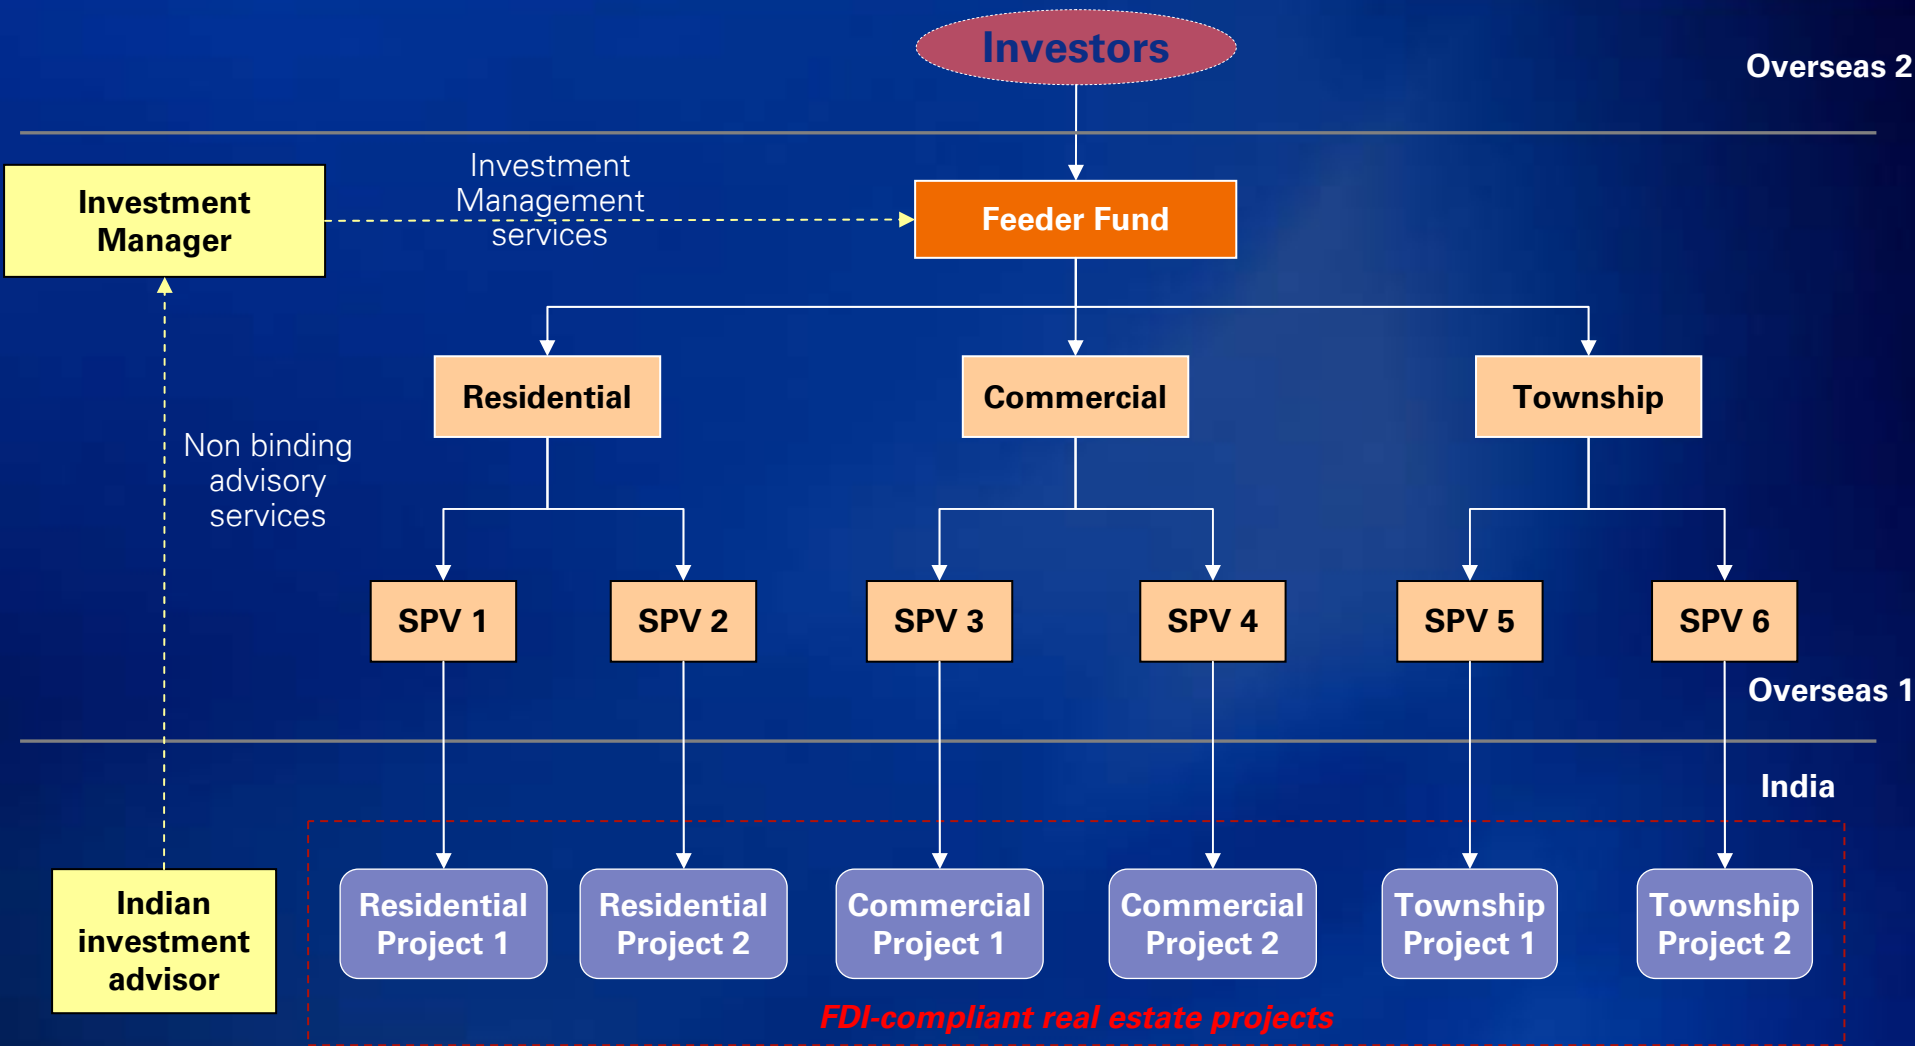 Investors
Overseas 2
Investment
Manager
Investment
Management
services
Feeder Fund
Residential
Commercial
Township
Non binding
advisory
services
SPV 1
SPV 2
SPV 3
SPV 4
SPV 5
SPV 6
Overseas 1
India
Indian
investment
advisor
Residential
Project 1
Residential
Project 2
Commercial
Project 1
Commercial
Project 2
Township
Project 1
Township
Project 2
FDI-compliant real estate projects